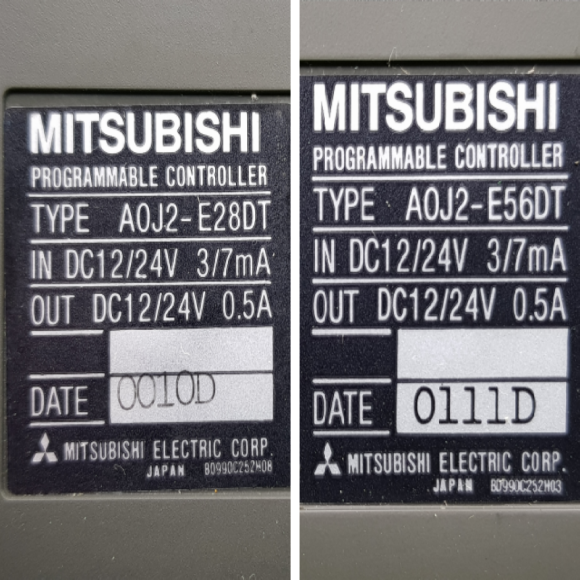 MITSUBISHI
PROGRAMMABLE CONTROLLER
TYPE A0J2-E28DT
IN DC12/24V 3/7mA
OUT DC12/24V 0.5A
DATE 0010D
MITSUBISHI ELECTRIC CORP.
JAPAN BD990C252H08
MITSUBISHI
PROGRAMMABLE CONTROLLER
TYPE A0J2-E56DT
IN DC12/24V 3/7mA
OUT DC12/24V 0.5A
DATE 0111D
MITSUBISHI ELECTRIC CORP.
JAPAN BD990C252H03